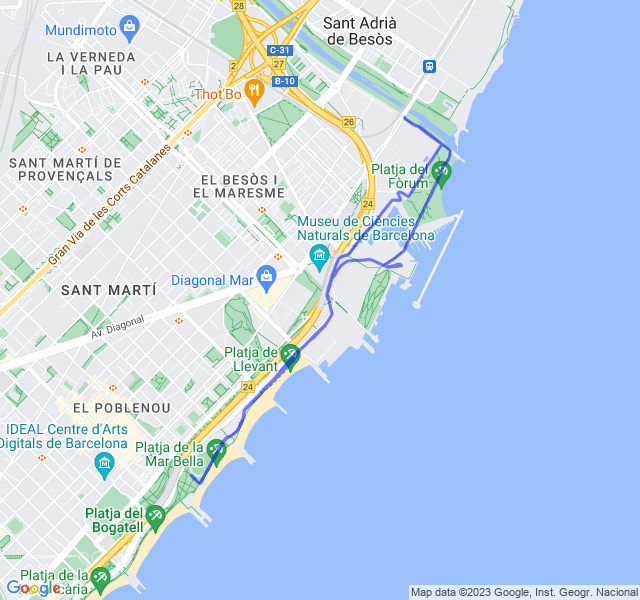 Sant Adrià
de Besòs
Mundimoto
28
C-31
LA VERNEDA
I LA PAU
2
27
B-10
Thot Bo
26
SANT MARTÍ DE
PROVENÇALS
Gran Via de les Corts Catalanes
EL BESÒS I
EL MARESME
24
Platja del
Fòrum
Museu de Ciències
Naturals de Barcelona
Diagonal Mar
SANT MARTÍ
Av. Diagonal
Platja de
Llevant
24
EL POBLENOU
IDEAL Centre d'Arts
Digitals de Barcelona
Platja de la
Mar Bella
Platja del
Bogatell
Platja de la
cària
Google
Map data ©2023 Google, Inst. Geogr. Nacional